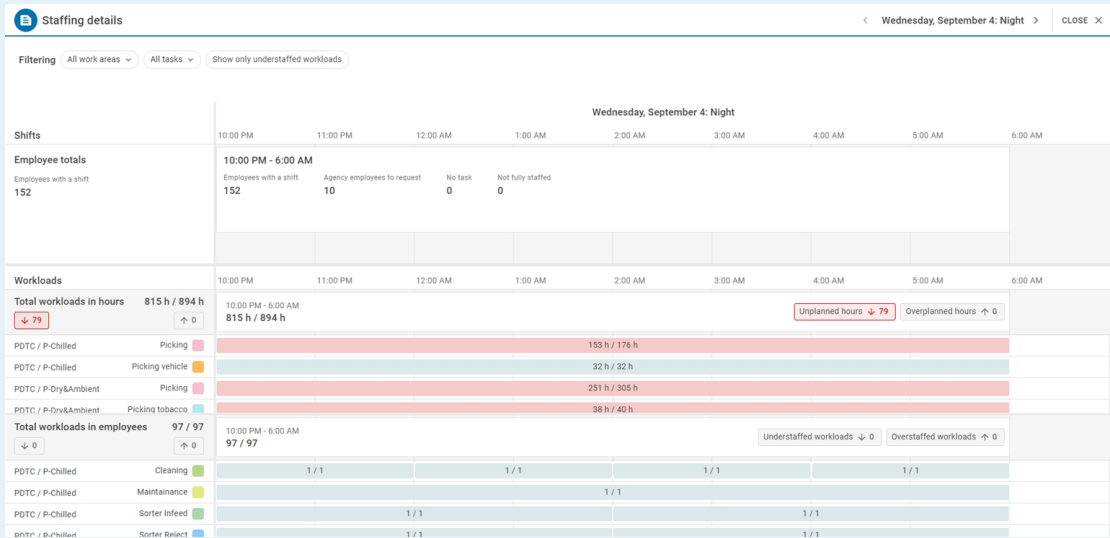 Staffing details
Wednesday, September 4: Night
CLOSE
Filtering All work areas All tasks Show only understaffed workloads
Wednesday, September 4: Night
Shifts 10:00 PM 11:00 PM 12:00 AM 1:00 AM 2:00 AM 3:00 AM 4:00 AM 5:00 AM 6:00 AM
Employee totals
Employees with a shift
152
10:00 PM - 6:00 AM
Employees with a shift Agency employees to request No task Not fully staffed
152 10 0 0
Workloads 10:00 PM 11:00 PM 12:00 AM 1:00 AM 2:00 AM 3:00 AM 4:00 AM 5:00 AM 6:00 AM
Total workloads in hours 815 h / 894 h
↓ 79 ↑ 0
10:00 PM - 6:00 AM
815 h / 894 h
Unplanned hours ↓ 79 Overplanned hours ↑ 0
PDTC / P-Chilled Picking 153 h / 176 h
PDTC / P-Chilled Picking vehicle 32 h / 32 h
PDTC / P-Dry&Ambient Picking 251 h / 305 h
PDTC / P-Dry&Ambient Picking tobacco 38 h / 40 h
Total workloads in employees 97 / 97
↓ 0 ↑ 0
10:00 PM - 6:00 AM
97 / 97
Understaffed workloads ↓ 0 Overstaffed workloads ↑ 0
PDTC / P-Chilled Cleaning 1 / 1 1 / 1 1 / 1 1 / 1
PDTC / P-Chilled Maintainance 1 / 1
PDTC / P-Chilled Sorter Infeed 1 / 1 1 / 1
PDTC / P-Chilled Sorter Reject 1 / 1 1 / 1